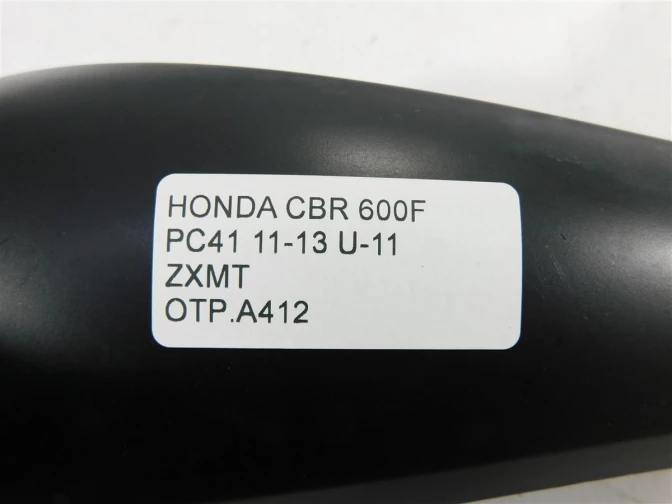 HONDA CBR 600F
PC41 11-13 U-11
ZXMT
OTP.A412